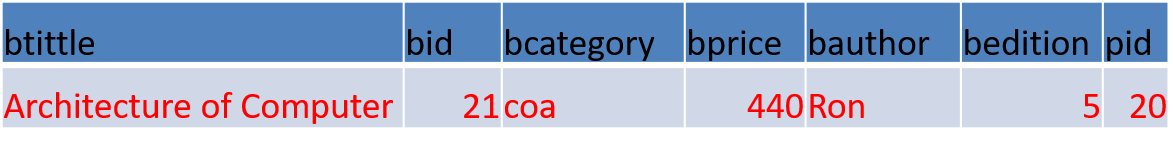 btittle bid bcategory bprice bauthor bedition pid
Architecture of Computer 21 coa 440 Ron 5 20